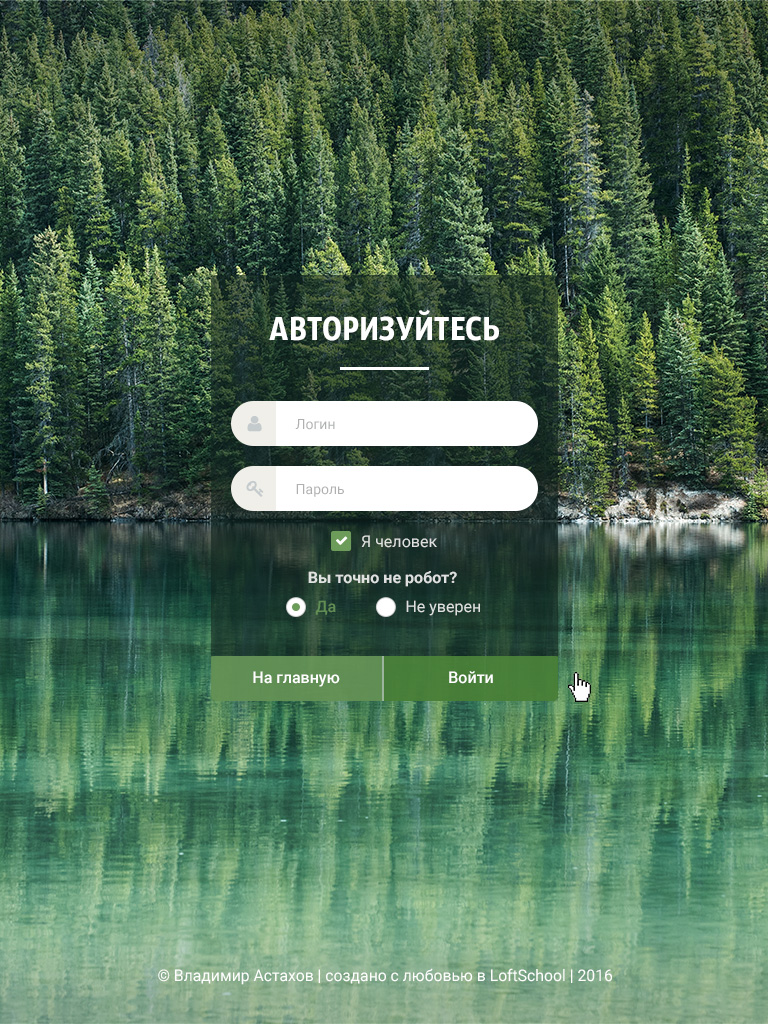 АВТОРИЗУЙТЕСЬ
Логин
Пароль
Я человек
Вы точно не робот?
Да Не уверен
На главную Войти
© Владимир Астахов | создано с любовью в LoftSchool | 2016